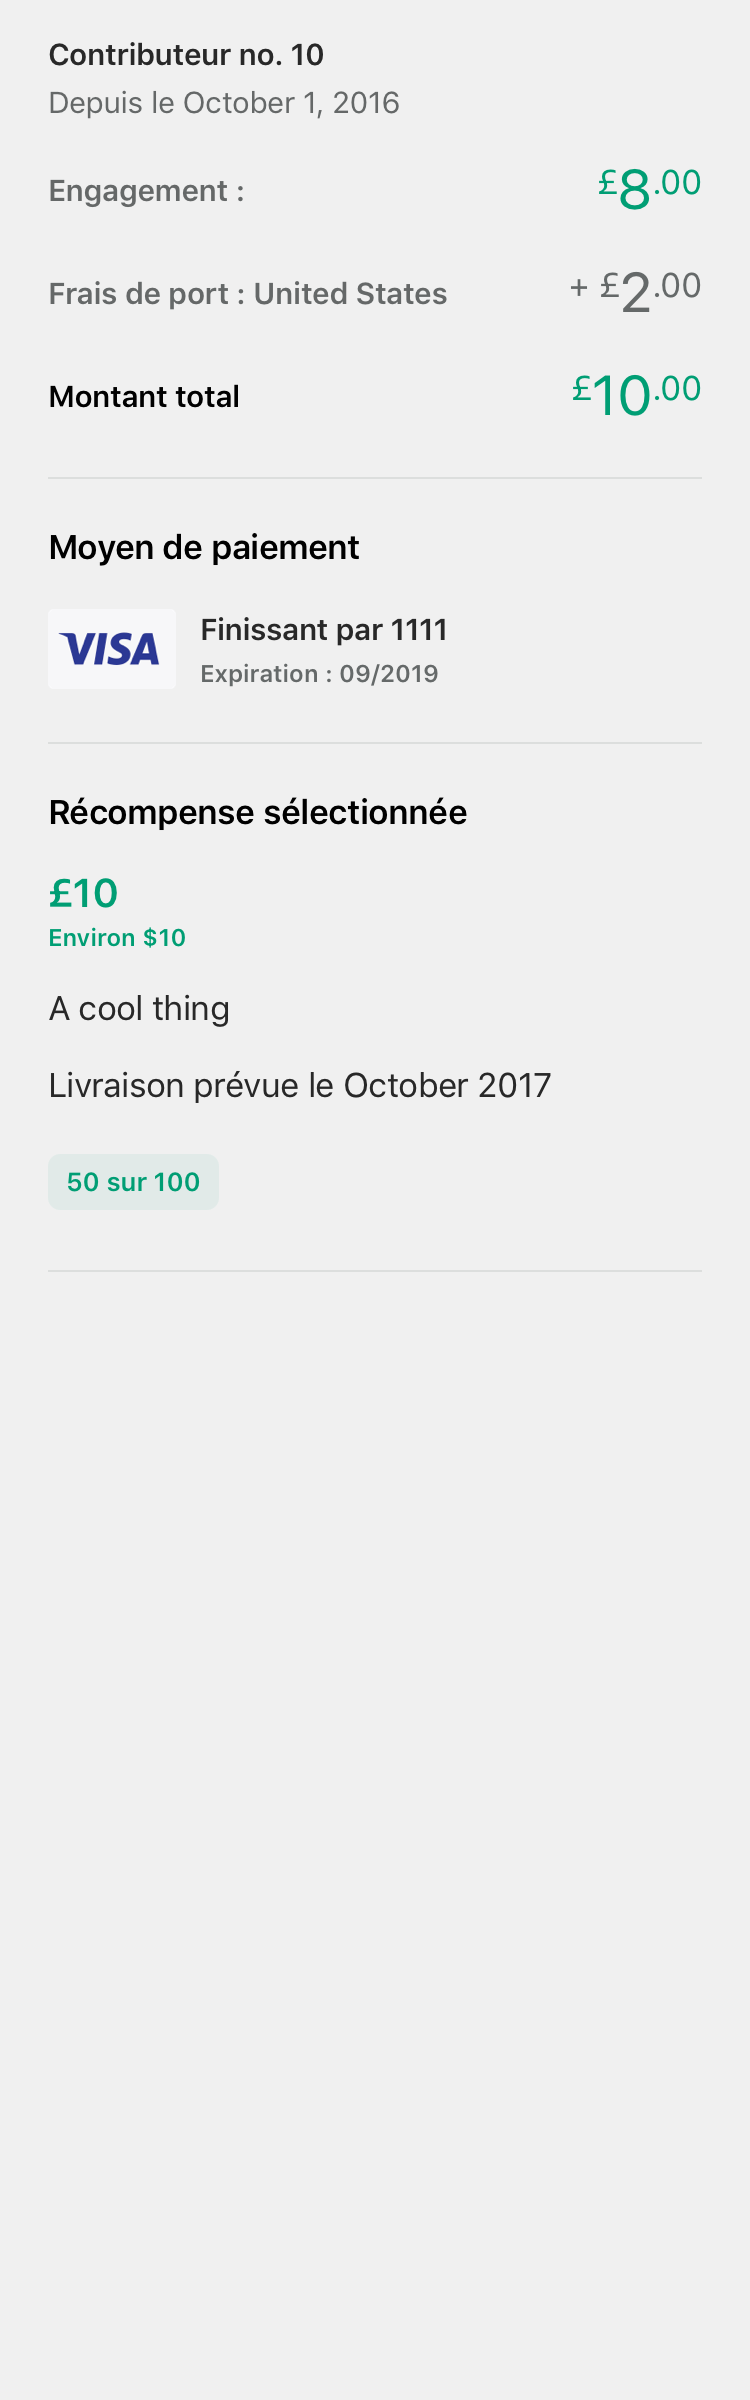 Contributeur no. 10
Depuis le October 1, 2016
Engagement : £8.00
Frais de port : United States + £2.00
Montant total £10.00
Moyen de paiement
VISA Finissant par 1111
Expiration : 09/2019
Récompense sélectionnée
£10
Environ $10
A cool thing
Livraison prévue le October 2017
50 sur 100